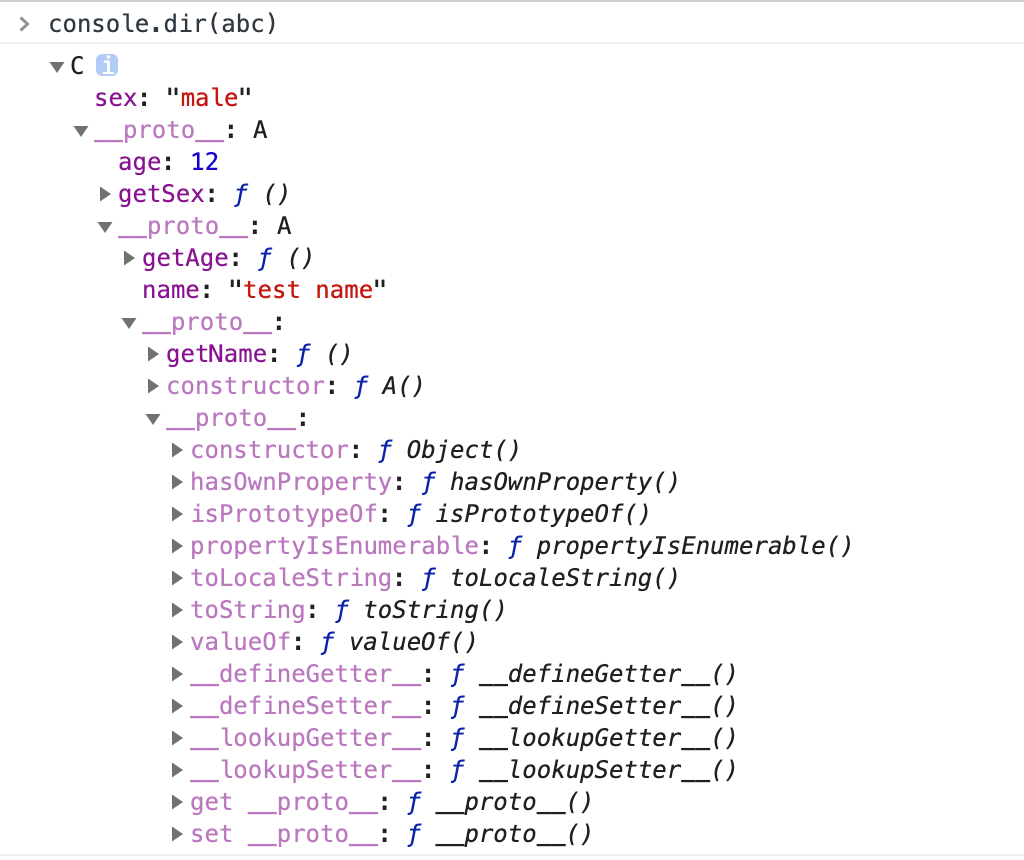 > console.dir(abc)
▼ C i
sex: "male"
▼ __proto__: A
age: 12
▶ getSex: ƒ ()
▼ __proto__: A
▶ getAge: ƒ ()
name: "test name"
▼ __proto__:
▶ getName: ƒ ()
▶ constructor: ƒ A()
▼ __proto__:
▶ constructor: ƒ Object()
▶ hasOwnProperty: ƒ hasOwnProperty()
▶ isPrototypeOf: ƒ isPrototypeOf()
▶ propertyIsEnumerable: ƒ propertyIsEnumerable()
▶ toLocaleString: ƒ toLocaleString()
▶ toString: ƒ toString()
▶ valueOf: ƒ valueOf()
▶ __defineGetter__: ƒ __defineGetter__()
▶ __defineSetter__: ƒ __defineSetter__()
▶ __lookupGetter__: ƒ __lookupGetter__()
▶ __lookupSetter__: ƒ __lookupSetter__()
▶ get __proto__: ƒ __proto__()
▶ set __proto__: ƒ __proto__()